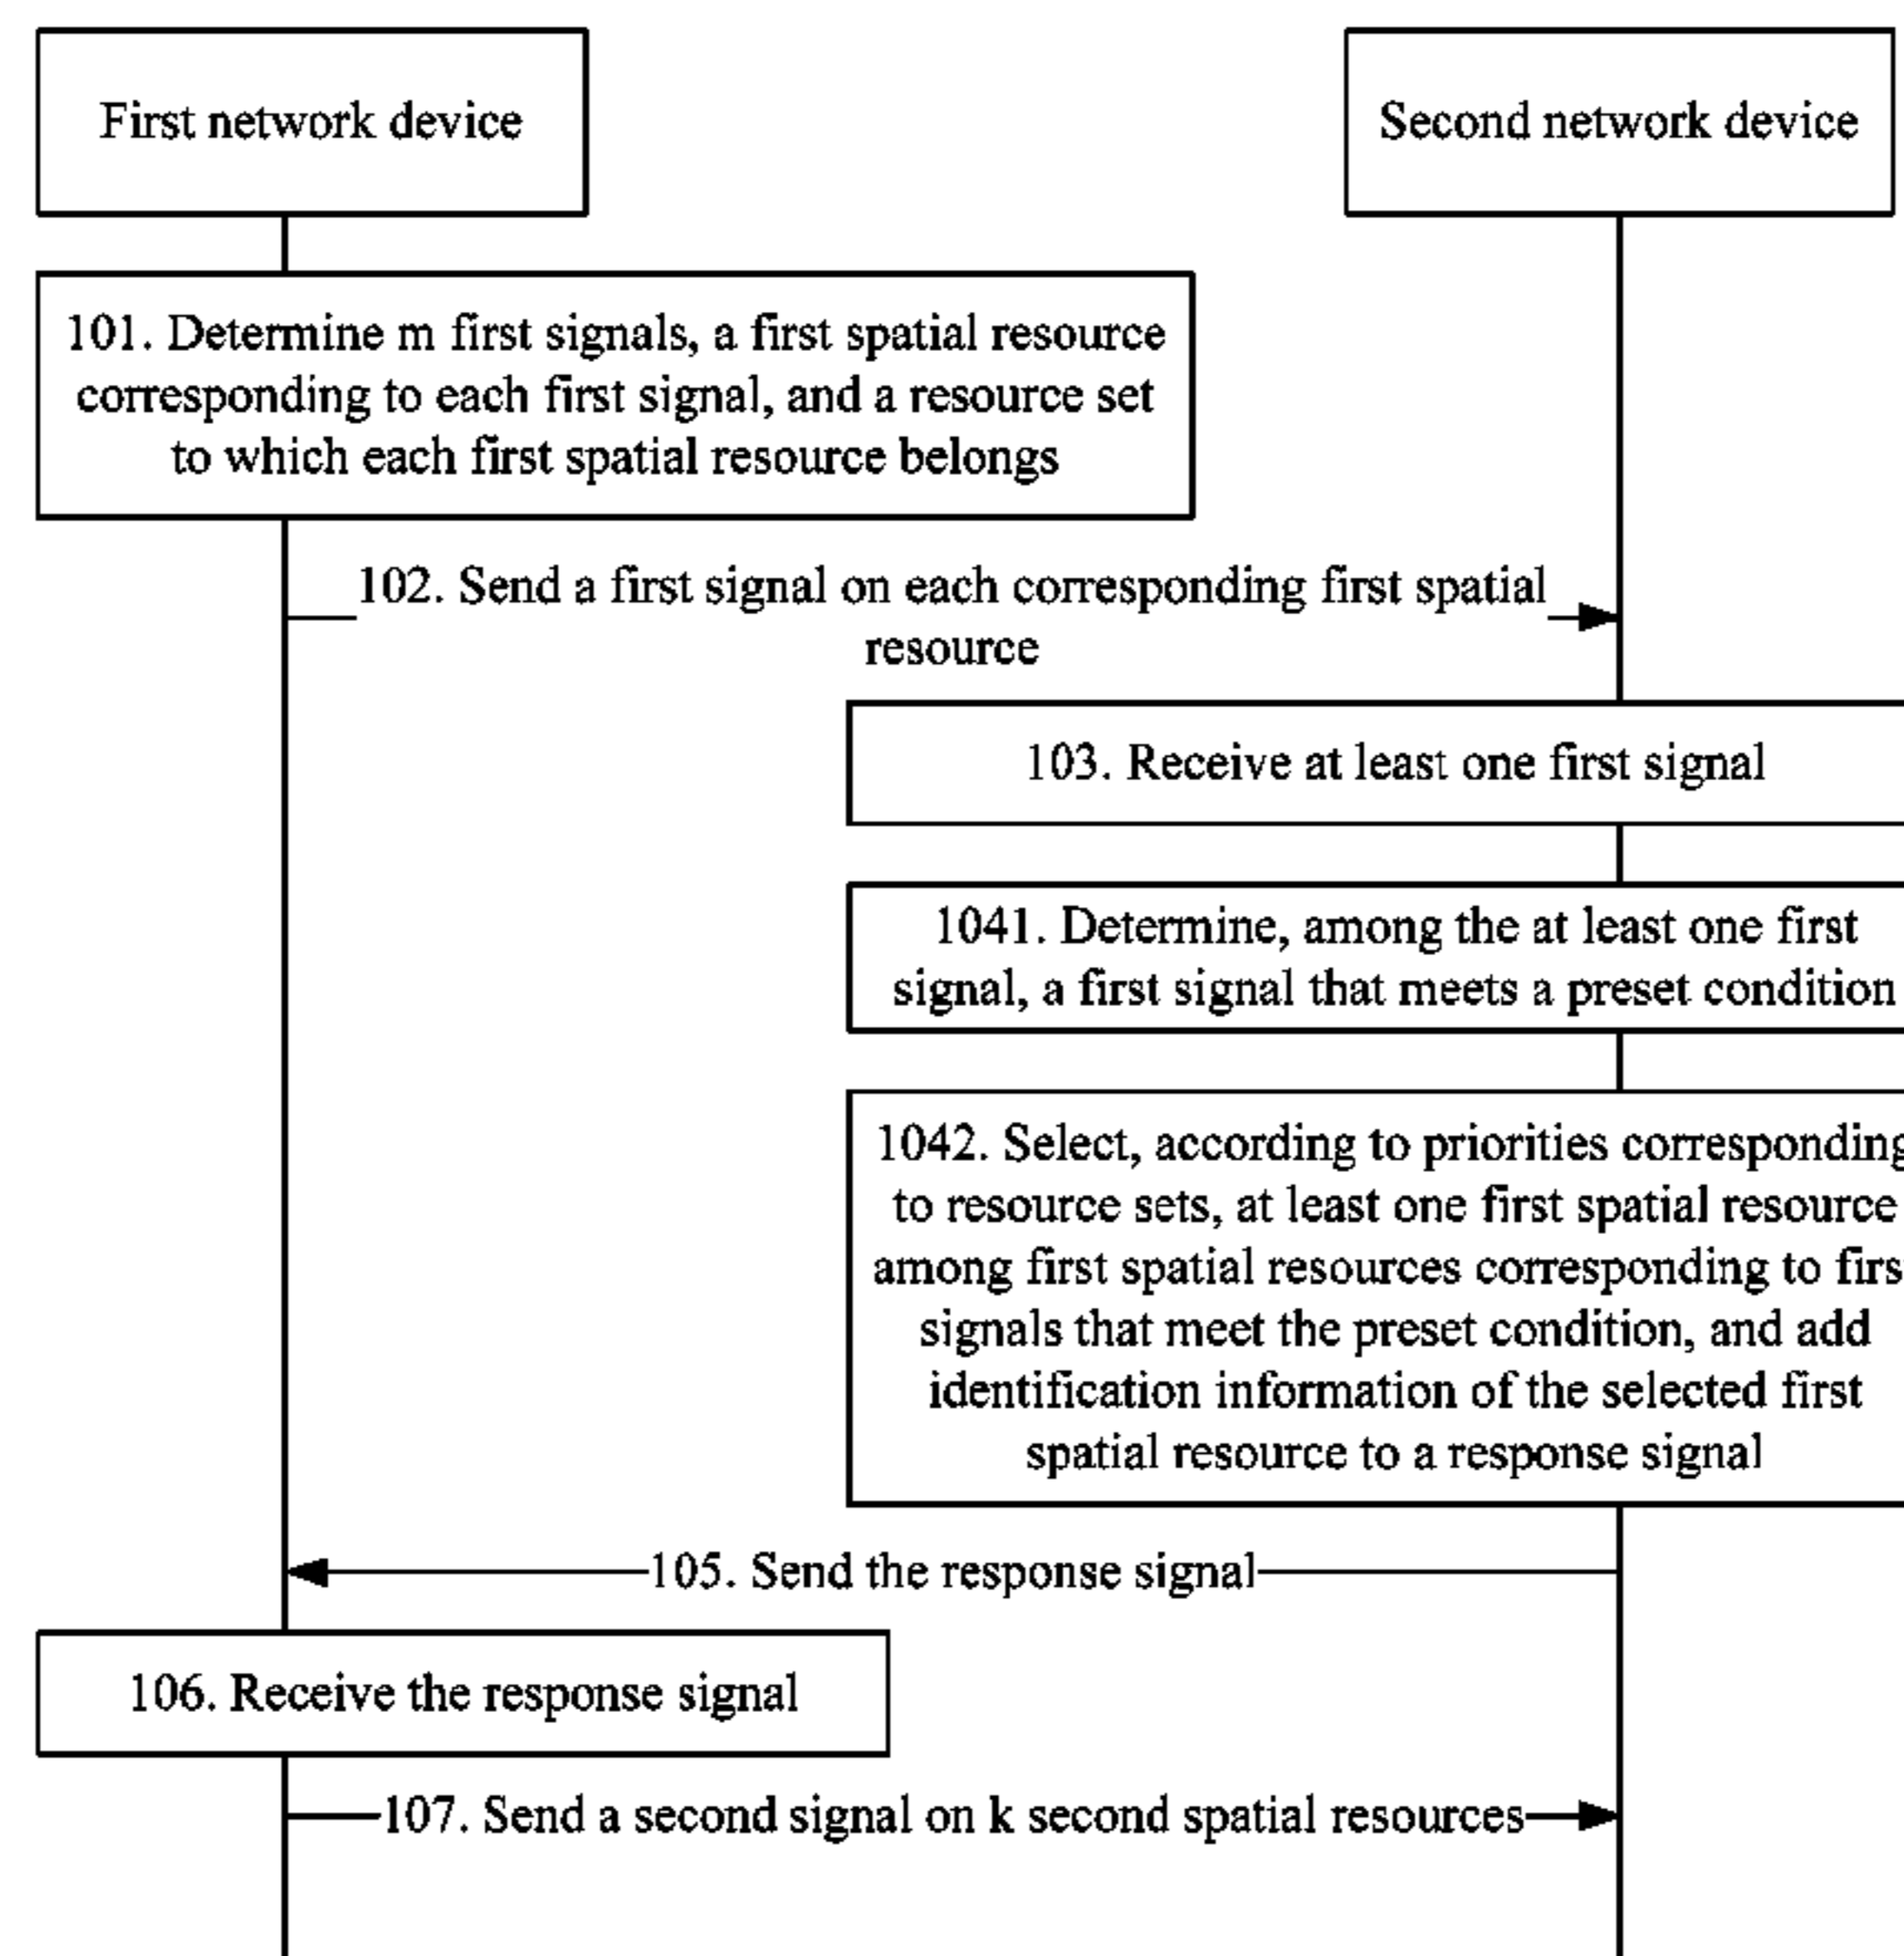 First network device
Second network device
101. Determine m first signals, a first spatial resource
corresponding to each first signal, and a resource set
to which each first spatial resource belongs
102. Send a first signal on each corresponding first spatial
resource
103. Receive at least one first signal
1041. Determine, among the at least one first
signal, a first signal that meets a preset condition
1042. Select, according to priorities corresponding
to resource sets, at least one first spatial resource
among first spatial resources corresponding to firs
signals that meet the preset condition, and add
identification information of the selected first
spatial resource to a response signal
105. Send the response signal
106. Receive the response signal
107. Send a second signal on k second spatial resources